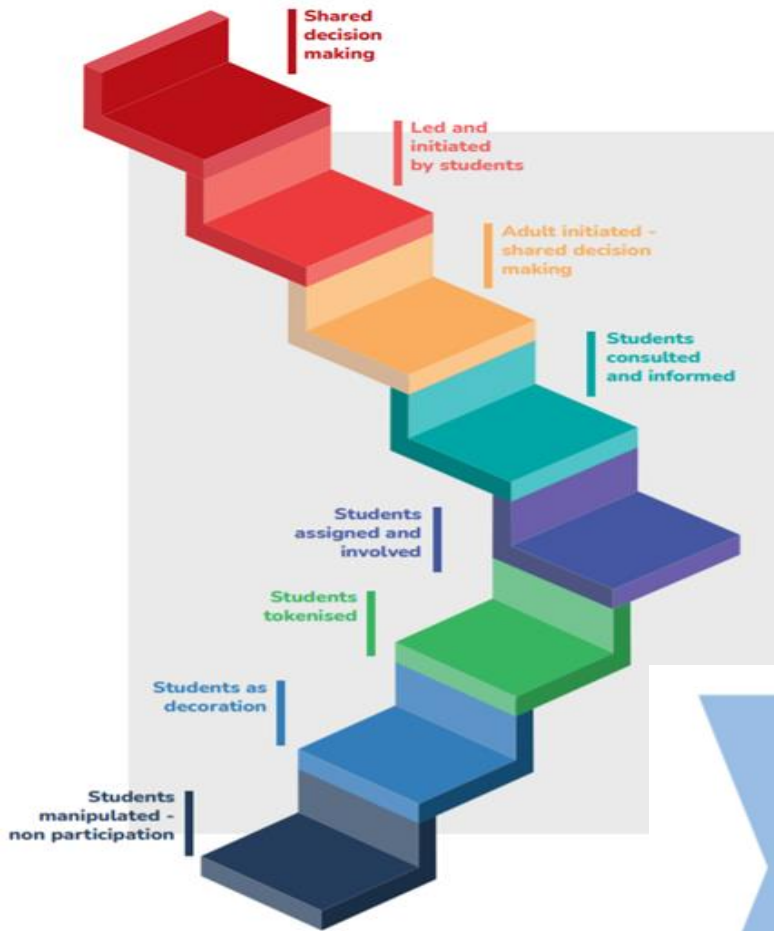 Shared
decision
making
Led and
initiated
by students
Adult initiated -
shared decision
making
Students
consulted
and informed
Students
assigned and
involved
Students
tokenised
Students as
decoration
Students
manipulated -
non participation